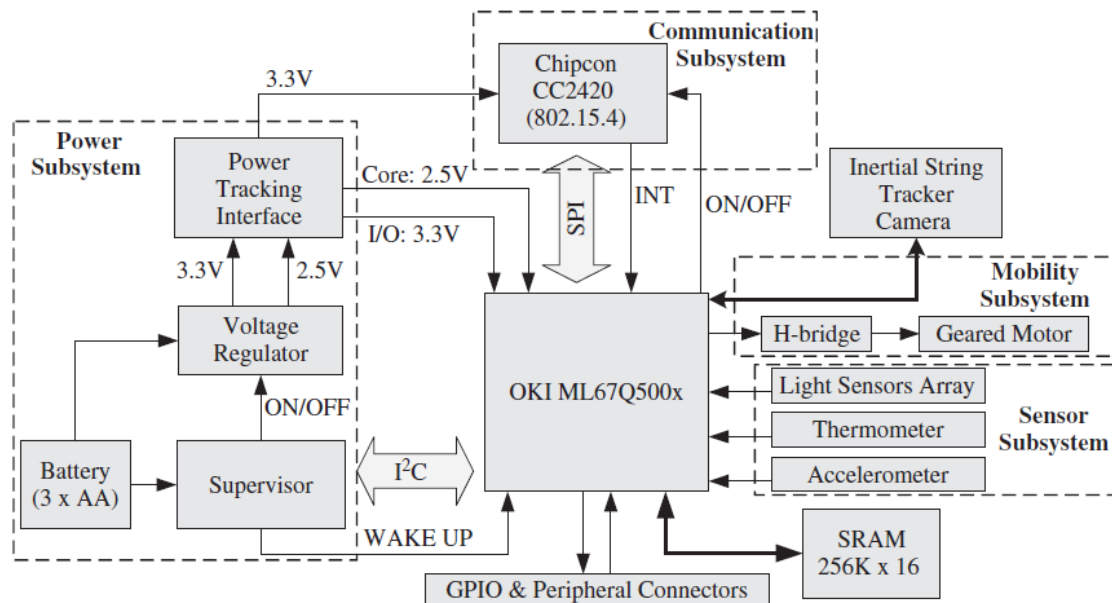 Communication
Subsystem
Chipcon
CC2420
(802.15.4)
3.3V
Power
Subsystem
Power
Tracking
Interface
Core: 2.5V
I/O: 3.3V
SPI
INT
ON/OFF
Inertial String
Tracker
Camera
3.3V
2.5V
Mobility
Subsystem
Voltage
Regulator
H-bridge
Geared Motor
OKI ML67Q500x
Light Sensors Array
Thermometer
Accelerometer
Sensor
Subsystem
ON/OFF
Battery
(3 x AA)
Supervisor
I²C
WAKE UP
SRAM
256K x 16
GPIO & Peripheral Connectors